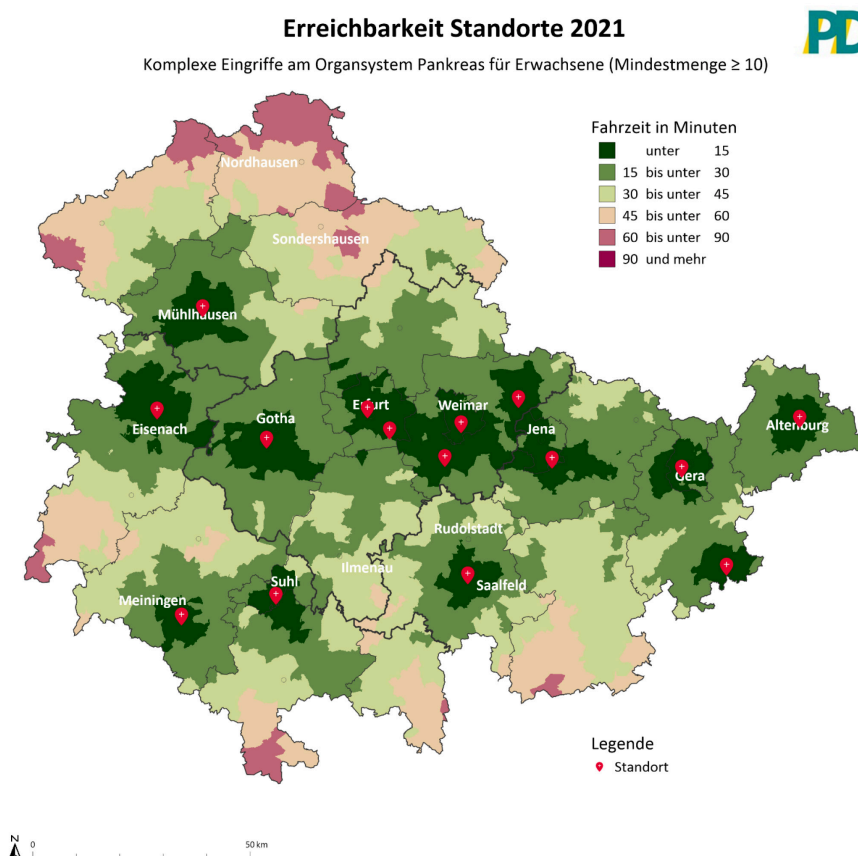 Erreichbarkeit Standorte 2021
PD
Komplexe Eingriffe am Organsystem Pankreas für Erwachsene (Mindestmenge ≥ 10)
Fahrzeit in Minuten
unter 15
15 bis unter 30
30 bis unter 45
45 bis unter 60
60 bis unter 90
90 und mehr
Nordhausen
Sondershausen
Mühlhausen
Eisenach
Gotha
Erfurt
Weimar
Jena
Gera
Altenburg
Rudolstadt
Ilmenau
Saalfeld
Suhl
Meiningen
Legende
Standort
N
0 50 km